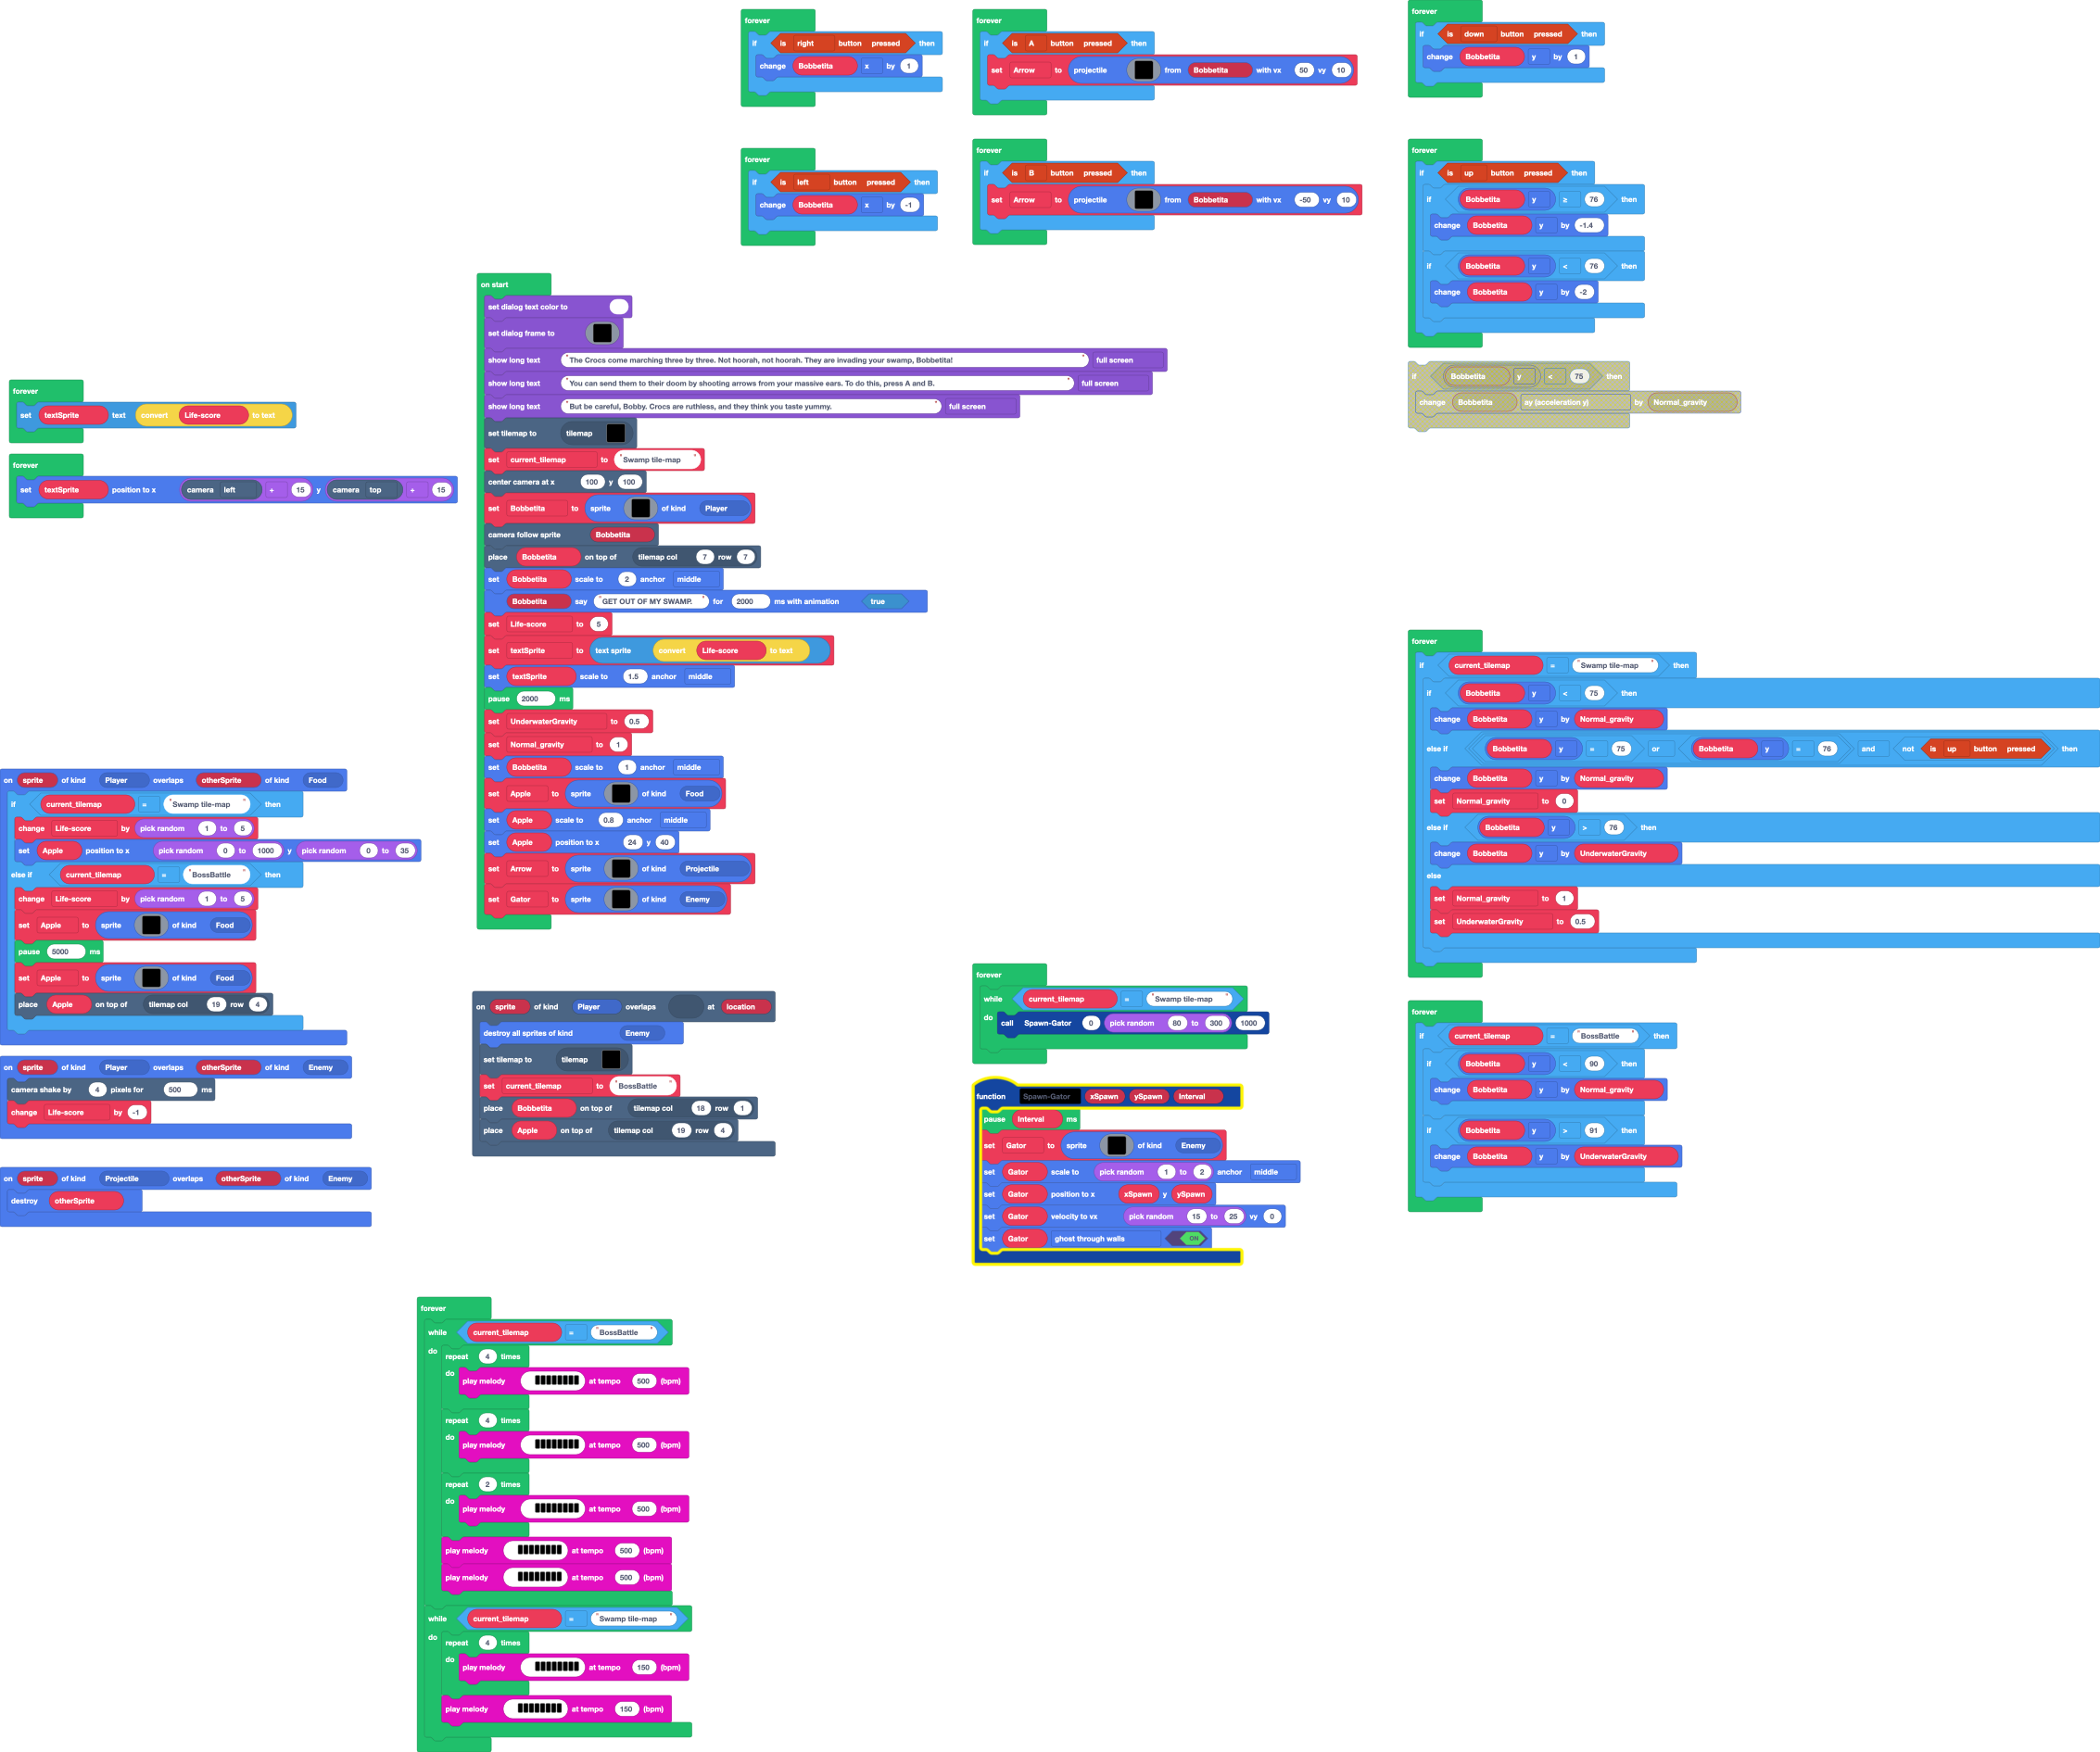 forever
if is right button pressed then
change Bobbetita x by 1
forever
if is A button pressed then
set Arrow to projectile from Bobbetita with vx 50 vy 10
forever
if is down button pressed then
change Bobbetita y by 1
forever
if is left button pressed then
change Bobbetita x by -1
forever
if is B button pressed then
set Arrow to projectile from Bobbetita with vx -50 vy 10
forever
if is up button pressed then
if Bobbetita y ≥ 76 then
change Bobbetita y by -1.4
if Bobbetita y < 76 then
change Bobbetita y by -2
if Bobbetita y < 75 then
change Bobbetita ay (acceleration y) by Normal_gravity
on start
set dialog text color to
set dialog frame to
show long text "The Crocs come marching three by three. Not hoorah, not hoorah. They are invading your swamp, Bobbetita!" full screen
show long text "You can send them to their doom by shooting arrows from your massive ears. To do this, press A and B." full screen
show long text "But be careful, Bobby. Crocs are ruthless, and they think you taste yummy." full screen
set tilemap to tilemap
set current_tilemap to "Swamp tile-map"
center camera at x 100 y 100
set Bobbetita to sprite of kind Player
camera follow sprite Bobbetita
place Bobbetita on top of tilemap col 7 row 7
set Bobbetita scale to 2 anchor middle
Bobbetita say "GET OUT OF MY SWAMP." for 2000 ms with animation true
set Life-score to 5
set textSprite to text sprite convert Life-score to text
set textSprite scale to 1.5 anchor middle
pause 2000 ms
set UnderwaterGravity to 0.5
set Normal_gravity to 1
set Bobbetita scale to 1 anchor middle
set Apple to sprite of kind Food
set Apple scale to 0.8 anchor middle
set Apple position to x 24 y 40
set Arrow to sprite of kind Projectile
set Gator to sprite of kind Enemy
forever
set textSprite text convert Life-score to text
forever
set textSprite position to x camera left + 15 y camera top + 15
forever
if current_tilemap = "Swamp tile-map" then
if Bobbetita y < 75 then
change Bobbetita y by Normal_gravity
else if Bobbetita y = 75 or Bobbetita y = 76 and not is up button pressed then
change Bobbetita y by Normal_gravity
set Normal_gravity to 0
else if Bobbetita y > 76 then
change Bobbetita y by UnderwaterGravity
else
set Normal_gravity to 1
set UnderwaterGravity to 0.5
on sprite of kind Player overlaps otherSprite of kind Food
if current_tilemap = "Swamp tile-map" then
change Life-score by pick random 1 to 5
set Apple position to x pick random 0 to 1000 y pick random 0 to 35
else if current_tilemap = "BossBattle" then
change Life-score by pick random 1 to 5
set Apple to sprite of kind Food
pause 5000 ms
set Apple to sprite of kind Food
place Apple on top of tilemap col 19 row 4
on sprite of kind Player overlaps otherSprite of kind Enemy
camera shake by 4 pixels for 500 ms
change Life-score by -1
on sprite of kind Projectile overlaps otherSprite of kind Enemy
destroy otherSprite
on sprite of kind Player overlaps at location
destroy all sprites of kind Enemy
set tilemap to tilemap
set current_tilemap to "BossBattle"
place Bobbetita on top of tilemap col 18 row 1
place Apple on top of tilemap col 19 row 4
forever
while current_tilemap = "Swamp tile-map"
do call Spawn-Gator 0 pick random 80 to 300 1000
function Spawn-Gator xSpawn ySpawn Interval
pause Interval ms
set Gator to sprite of kind Enemy
set Gator scale to pick random 1 to 2 anchor middle
set Gator position to x xSpawn y ySpawn
set Gator velocity to vx pick random 15 to 25 vy 0
set Gator ghost through walls ON
forever
if current_tilemap = "BossBattle" then
if Bobbetita y < 90 then
change Bobbetita y by Normal_gravity
if Bobbetita y > 91 then
change Bobbetita y by UnderwaterGravity
forever
while current_tilemap = "BossBattle"
do repeat 4 times
do play melody at tempo 500 (bpm)
repeat 4 times
do play melody at tempo 500 (bpm)
repeat 2 times
do play melody at tempo 500 (bpm)
play melody at tempo 500 (bpm)
play melody at tempo 500 (bpm)
while current_tilemap = "Swamp tile-map"
do repeat 4 times
do play melody at tempo 150 (bpm)
play melody at tempo 150 (bpm)